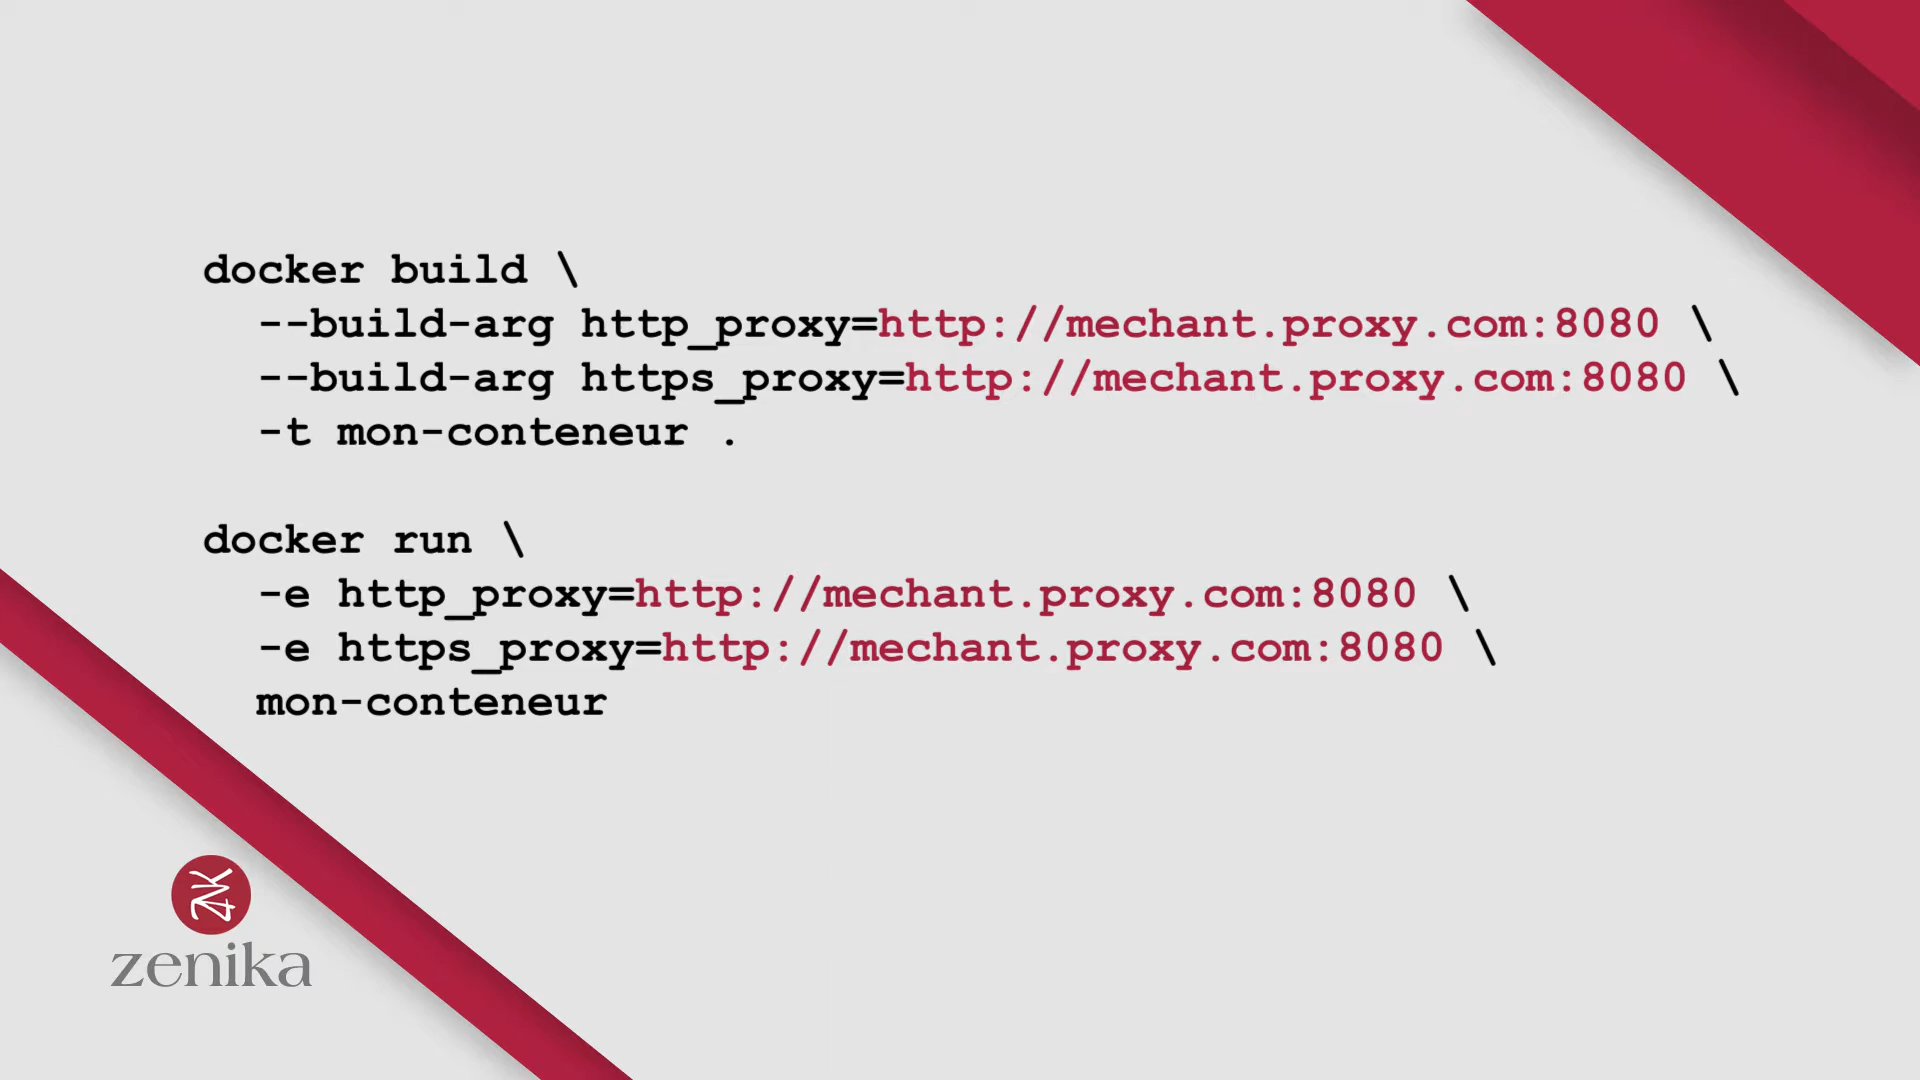 docker build \
--build-arg http_proxy=http://mechant.proxy.com:8080 \
--build-arg https_proxy=http://mechant.proxy.com:8080 \
-t mon-conteneur .
docker run \
-e http_proxy=http://mechant.proxy.com:8080 \
-e https_proxy=http://mechant.proxy.com:8080 \
mon-conteneur
ZNK
zenika